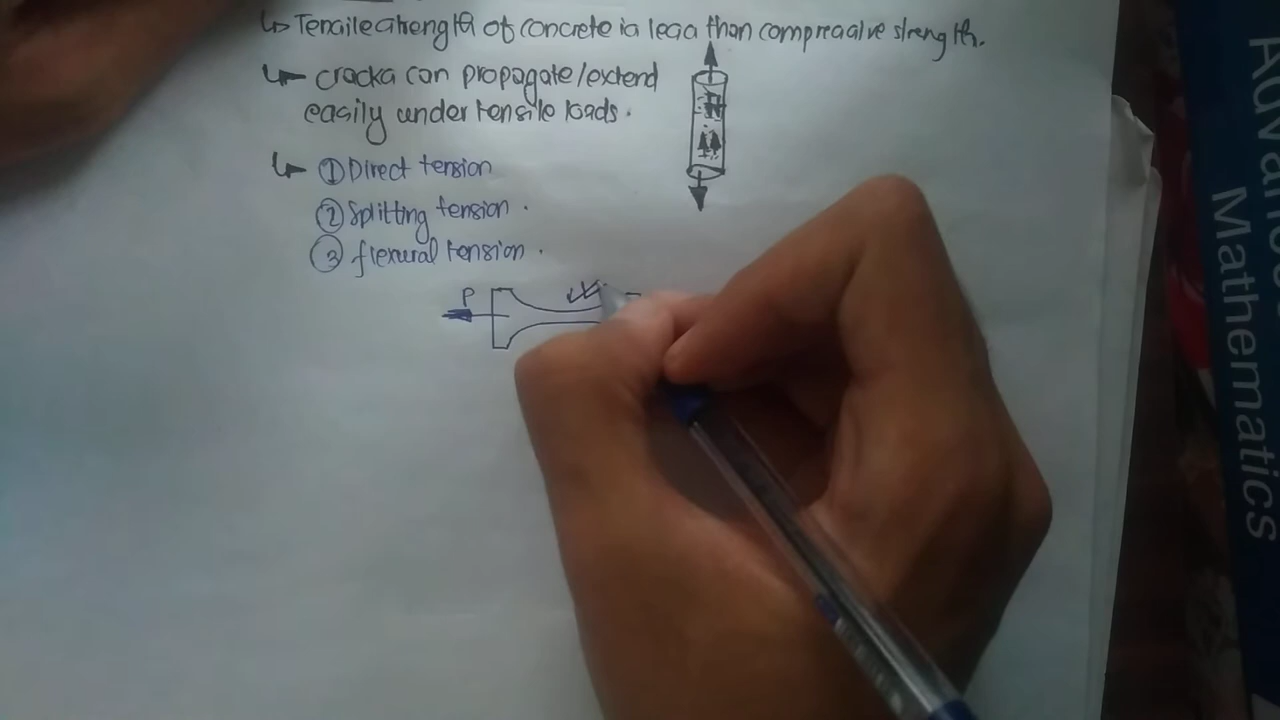 ↳ Tensile strength of concrete is less than compressive strength.
↳ cracks can propagate/extend
easily under tensile loads.
↳ ① Direct tension
② Splitting tension.
③ flexural tension.
P
Mathematics